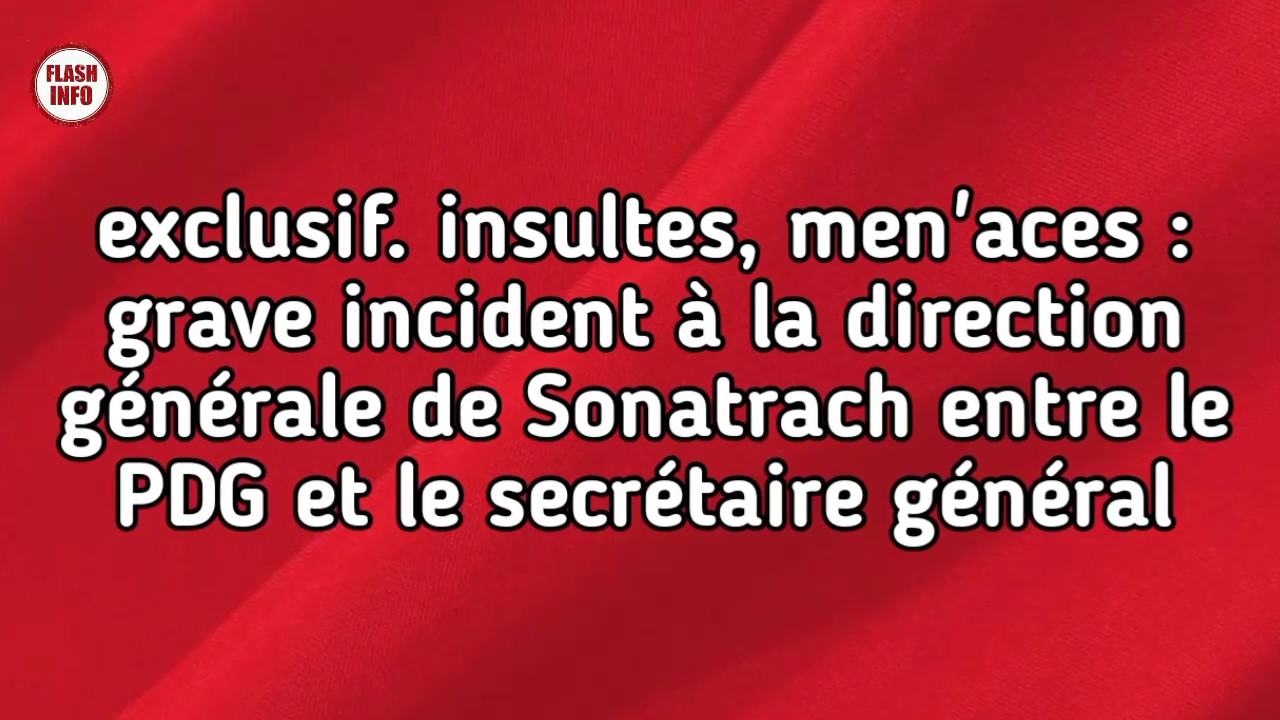 FLASH
INFO
exclusif. insultes, men'aces :
grave incident à la direction
générale de Sonatrach entre le
PDG et le secrétaire général